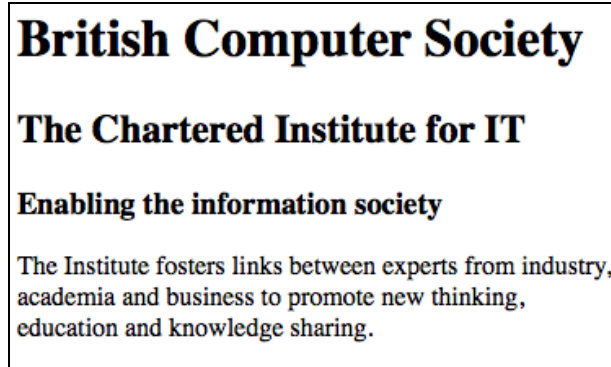 British Computer Society
The Chartered Institute for IT
Enabling the information society
The Institute fosters links between experts from industry,
academia and business to promote new thinking,
education and knowledge sharing.